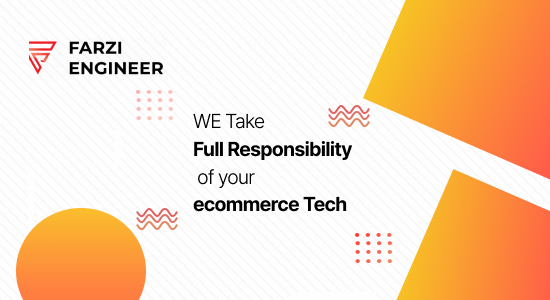 FARZI
ENGINEER
WE Take
Full Responsibility
of your
ecommerce Tech